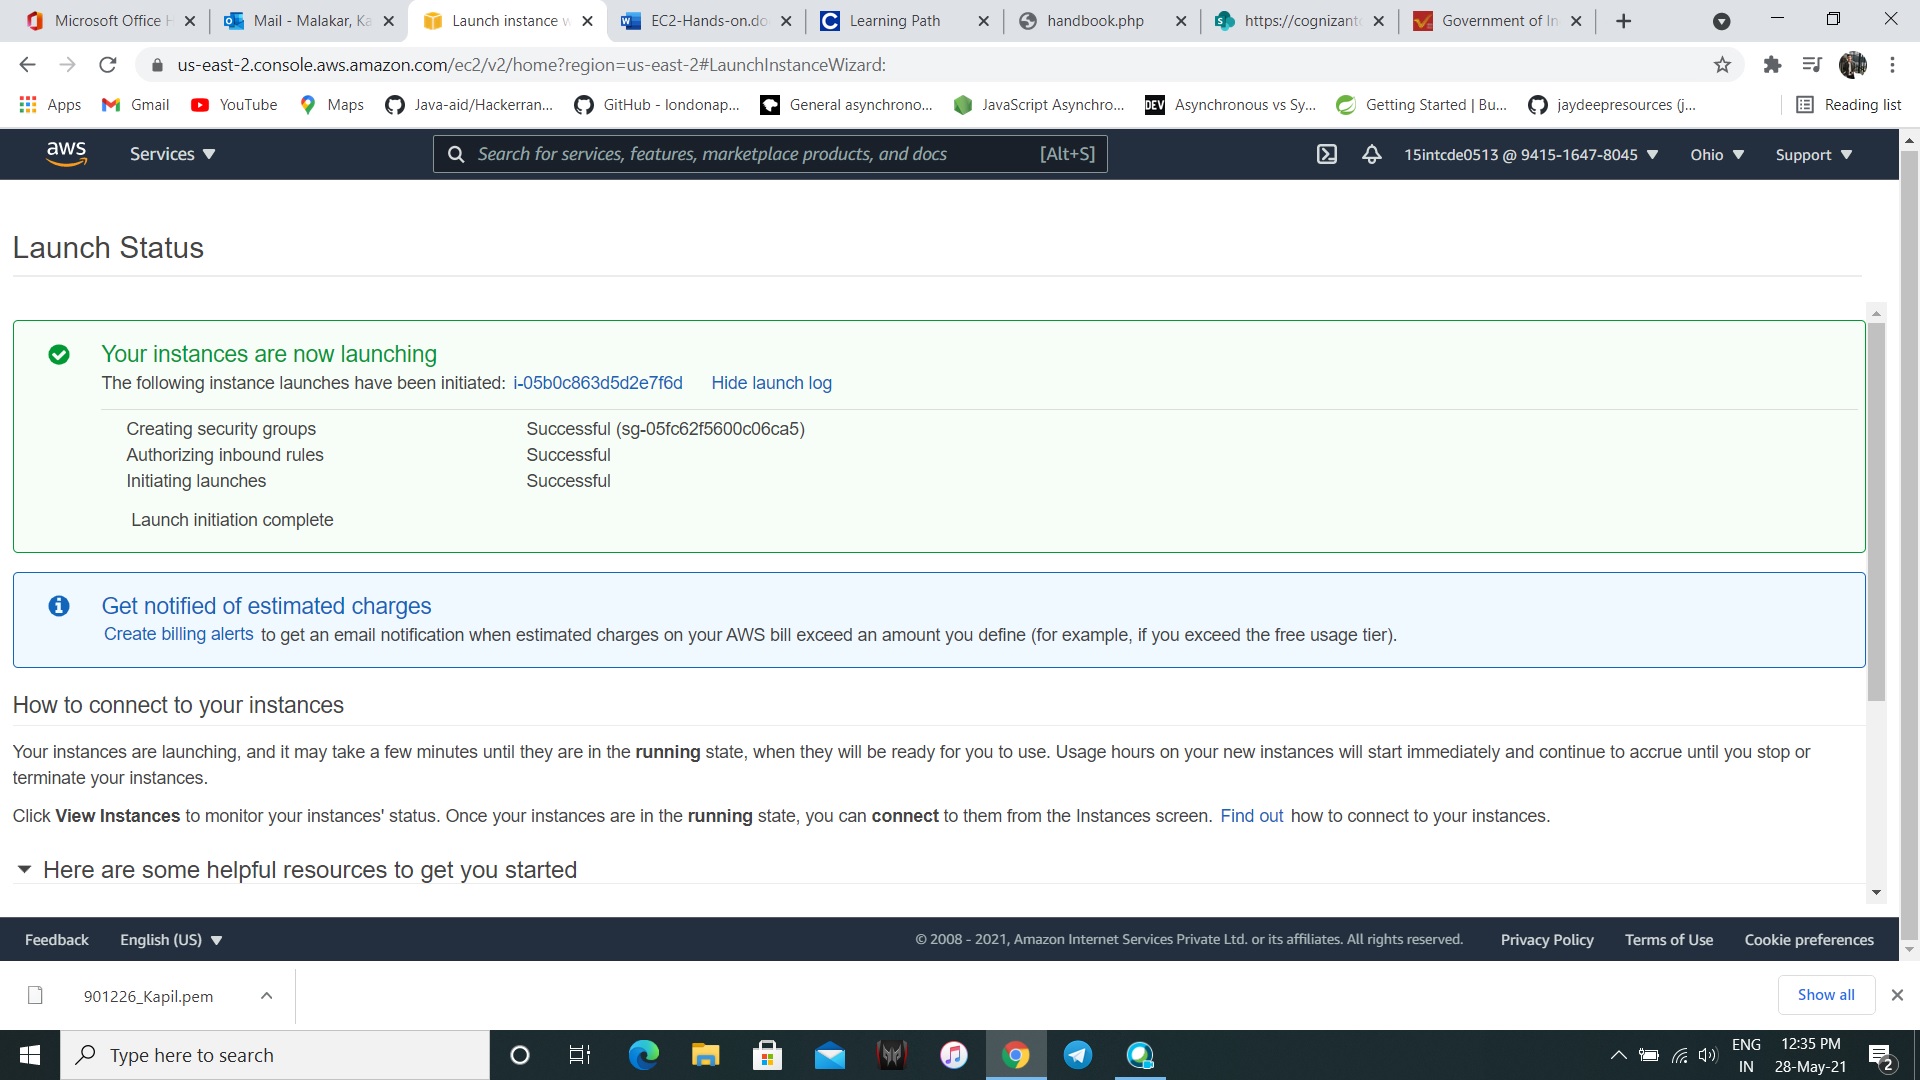 Microsoft Office H
Mail - Malakar, Ka
Launch instance w
EC2-Hands-on.do
Learning Path
handbook.php
https://cognizant
Government of In
us-east-2.console.aws.amazon.com/ec2/v2/home?region=us-east-2#LaunchInstanceWizard:
Apps
Gmail
YouTube
Maps
Java-aid/Hackerran...
GitHub - londonap...
General asynchrono...
JavaScript Asynchro...
DEV
Asynchronous vs Sy...
Getting Started | Bu...
jaydeepresources (j...
Reading list
aws
Services
Search for services, features, marketplace products, and docs
[Alt+S]
15intcde0513 @ 9415-1647-8045
Ohio
Support
Launch Status
Your instances are now launching
The following instance launches have been initiated: i-05b0c863d5d2e7f6d Hide launch log
Creating security groups Successful (sg-05fc62f5600c06ca5)
Authorizing inbound rules Successful
Initiating launches Successful
Launch initiation complete
Get notified of estimated charges
Create billing alerts to get an email notification when estimated charges on your AWS bill exceed an amount you define (for example, if you exceed the free usage tier).
How to connect to your instances
Your instances are launching, and it may take a few minutes until they are in the running state, when they will be ready for you to use. Usage hours on your new instances will start immediately and continue to accrue until you stop or
terminate your instances.
Click View Instances to monitor your instances' status. Once your instances are in the running state, you can connect to them from the Instances screen. Find out how to connect to your instances.
Here are some helpful resources to get you started
Feedback
English (US)
© 2008 - 2021, Amazon Internet Services Private Ltd. or its affiliates. All rights reserved.
Privacy Policy
Terms of Use
Cookie preferences
901226_Kapil.pem
Show all
Type here to search
ENG
IN
12:35 PM
28-May-21
2